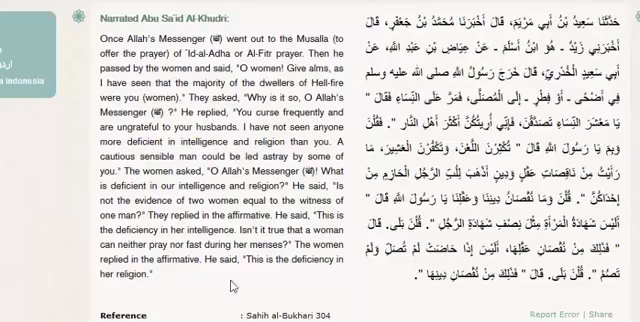 Indonesia
Narrated Abu Sa`id Al-Khudri:
Once Allah's Messenger (ﷺ) went out to the Musalla (to
offer the prayer) of `Id-al-Adha or Al-Fitr prayer. Then he
passed by the women and said, "O women! Give alms, as
I have seen that the majority of the dwellers of Hell-fire
were you (women)." They asked, "Why is it so, O Allah's
Messenger (ﷺ) ?" He replied, "You curse frequently and
are ungrateful to your husbands. I have not seen anyone
more deficient in intelligence and religion than you. A
cautious sensible man could be led astray by some of
you." The women asked, "O Allah's Messenger (ﷺ)! What
is deficient in our intelligence and religion?" He said, "Is
not the evidence of two women equal to the witness of
one man?" They replied in the affirmative. He said, "This is
the deficiency in her intelligence. Isn't it true that a woman
can neither pray nor fast during her menses?" The women
replied in the affirmative. He said, "This is the deficiency in
her religion."
حَدَّثَنَا سَعِيدُ بْنُ أَبِي مَرْيَمَ، قَالَ أَخْبَرَنَا مُحَمَّدُ بْنُ جَعْفَرٍ، قَالَ
أَخْبَرَنِي زَيْدٌ ـ هُوَ ابْنُ أَسْلَمَ ـ عَنْ عِيَاضِ بْنِ عَبْدِ اللَّهِ، عَنْ
أَبِي سَعِيدٍ الْخُدْرِيِّ، قَالَ خَرَجَ رَسُولُ اللَّهِ صلى الله عليه وسلم
فِي أَضْحَى ـ أَوْ فِطْرٍ ـ إِلَى الْمُصَلَّى، فَمَرَّ عَلَى النِّسَاءِ فَقَالَ ‏"‏
يَا مَعْشَرَ النِّسَاءِ تَصَدَّقْنَ، فَإِنِّي أُرِيتُكُنَّ أَكْثَرَ أَهْلِ النَّارِ ‏"‏‏.‏ فَقُلْنَ
وَبِمَ يَا رَسُولَ اللَّهِ قَالَ ‏"‏ تُكْثِرْنَ اللَّعْنَ، وَتَكْفُرْنَ الْعَشِيرَ، مَا
رَأَيْتُ مِنْ نَاقِصَاتِ عَقْلٍ وَدِينٍ أَذْهَبَ لِلُبِّ الرَّجُلِ الْحَازِمِ مِنْ
إِحْدَاكُنَّ ‏"‏‏.‏ قُلْنَ وَمَا نُقْصَانُ دِينِنَا وَعَقْلِنَا يَا رَسُولَ اللَّهِ قَالَ ‏"‏
أَلَيْسَ شَهَادَةُ الْمَرْأَةِ مِثْلَ نِصْفِ شَهَادَةِ الرَّجُلِ ‏"‏‏.‏ قُلْنَ بَلَى‏.‏ قَالَ
‏"‏ فَذَلِكَ مِنْ نُقْصَانِ عَقْلِهَا، أَلَيْسَ إِذَا حَاضَتْ لَمْ تُصَلِّ وَلَمْ
تَصُمْ ‏"‏‏.‏ قُلْنَ بَلَى‏.‏ قَالَ ‏"‏ فَذَلِكَ مِنْ نُقْصَانِ دِينِهَا ‏"‏‏.‏
Report Error | Share
Reference : Sahih al-Bukhari 304